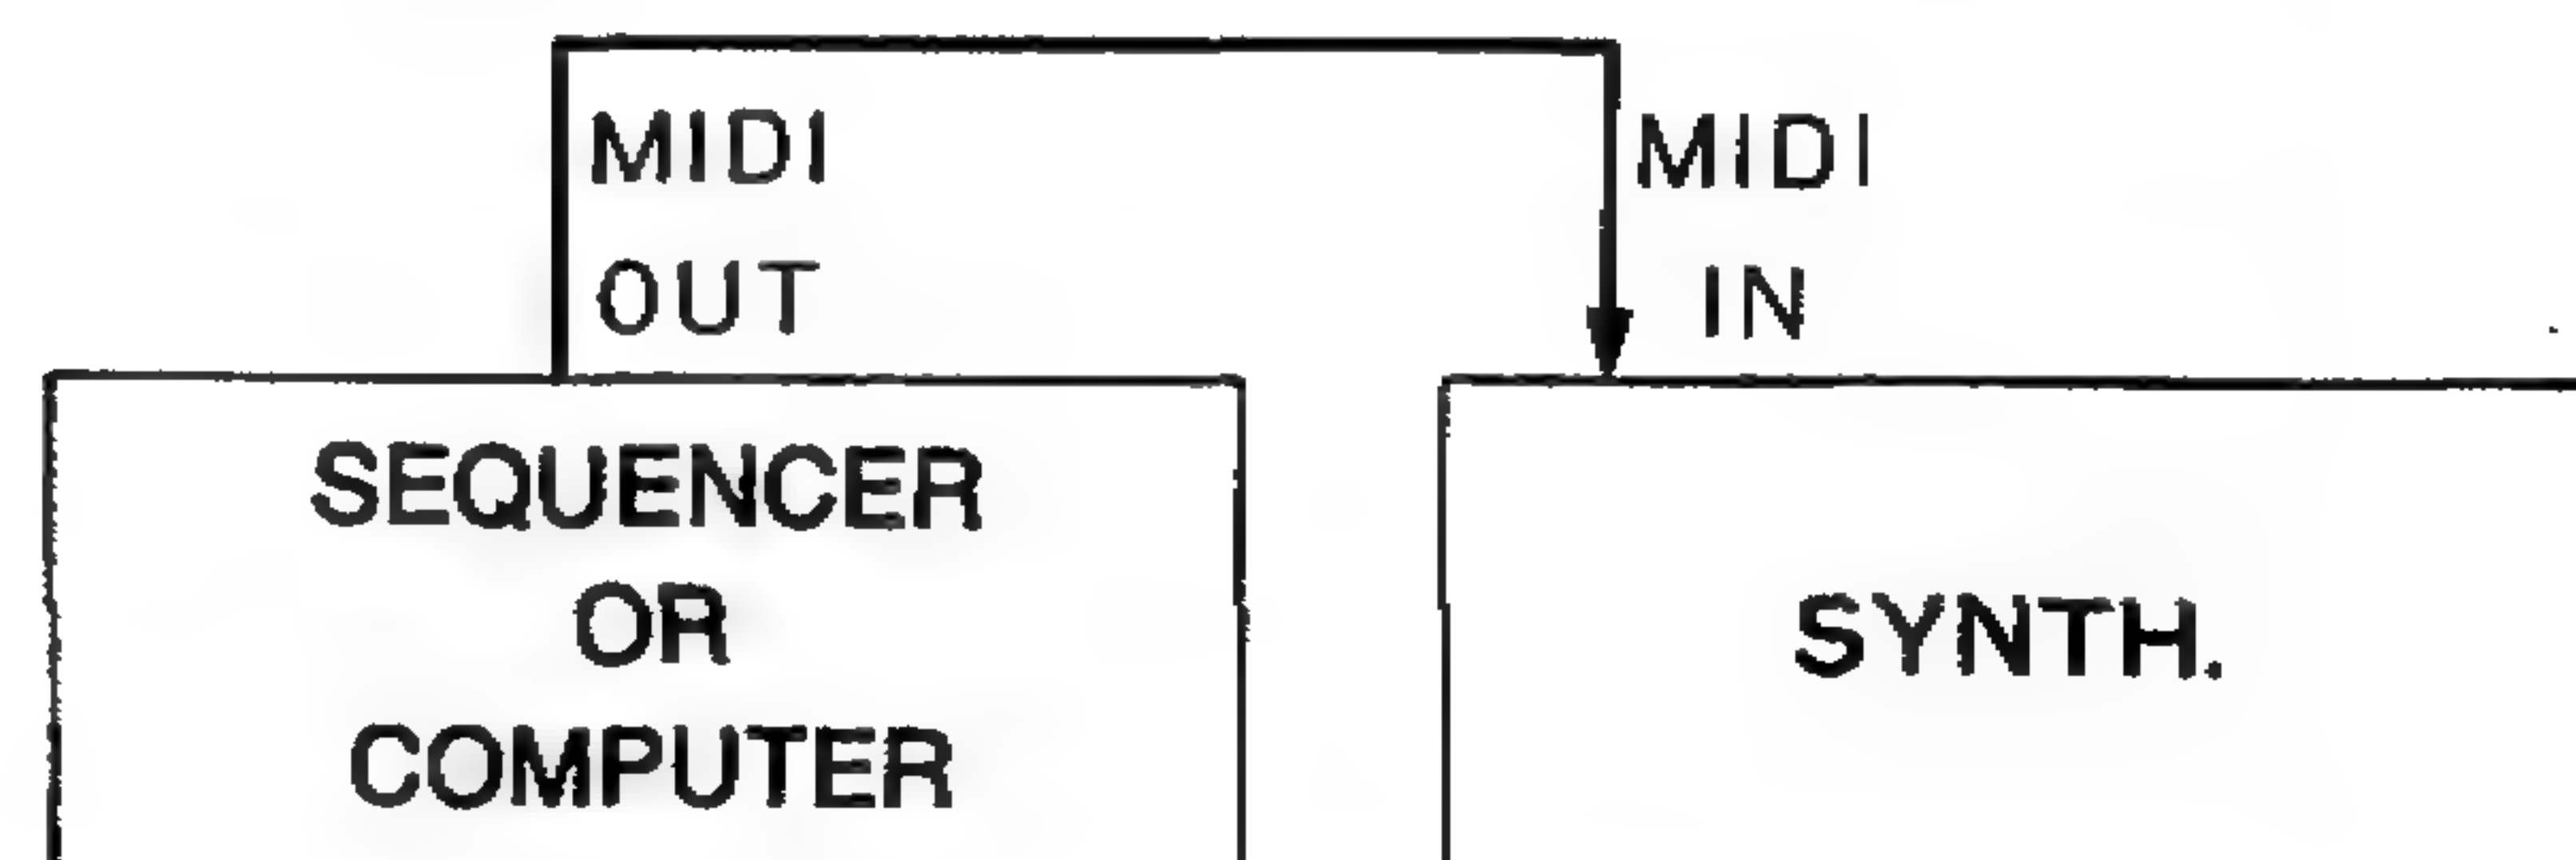 MIDI
OUT
MIDI
IN
SEQUENCER
OR
COMPUTER
SYNTH.